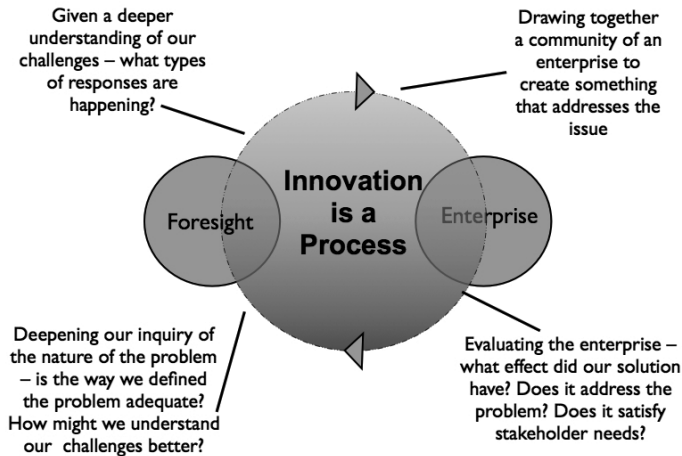 Given a deeper
understanding of our
challenges – what types
of responses are
happening?
Drawing together
a community of an
enterprise to
create something
that addresses the
issue
Innovation
is a
Process
Foresight
Enterprise
Deepening our inquiry of
the nature of the problem
– is the way we defined
the problem adequate?
How might we understand
our challenges better?
Evaluating the enterprise –
what effect did our solution
have? Does it address the
problem? Does it satisfy
stakeholder needs?